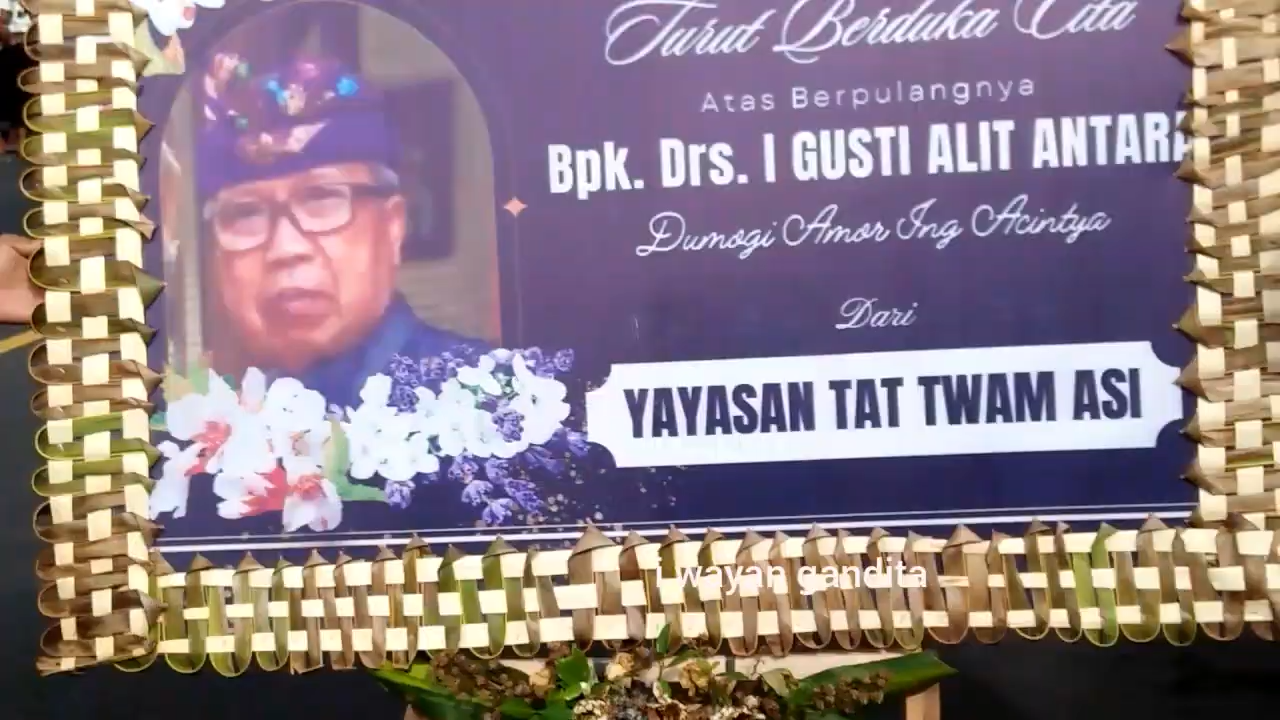 Turut Berduka Cita
Atas Berpulangnya
Bpk. Drs. I GUSTI ALIT ANTARA
Dumogi Amor Ing Acintya
Dari
YAYASAN TAT TWAM ASI
i wayan gandita